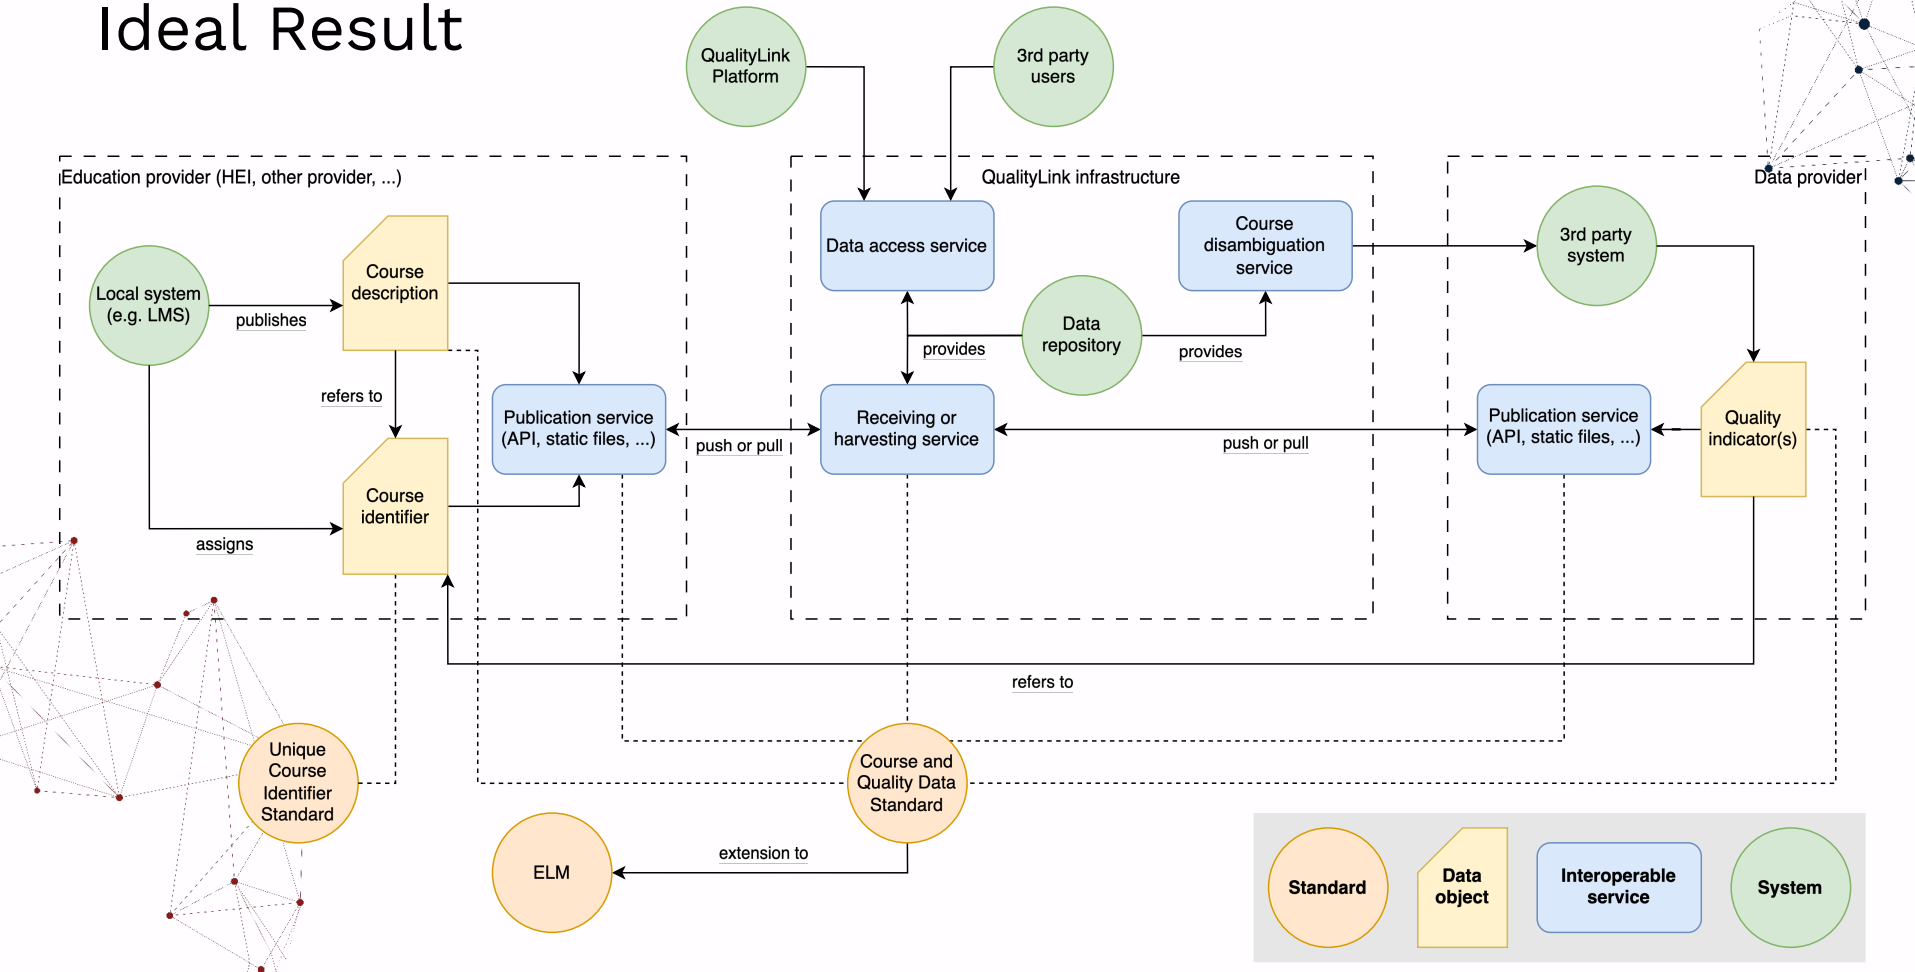 Ideal Result
QualityLink
Platform
3rd party
users
Education provider (HEI, other provider, ...)
QualityLink infrastructure
Data provider
Local system
(e.g. LMS)
publishes
Course
description
refers to
assigns
Course
identifier
Publication service
(API, static files, ...)
push or pull
Data access service
Course
disambiguation
service
Data
repository
provides
provides
Receiving or
harvesting service
push or pull
3rd party
system
Publication service
(API, static files, ...)
Quality
indicator(s)
refers to
Unique
Course
Identifier
Standard
Course and
Quality Data
Standard
extension to
ELM
Standard
Data
object
Interoperable
service
System